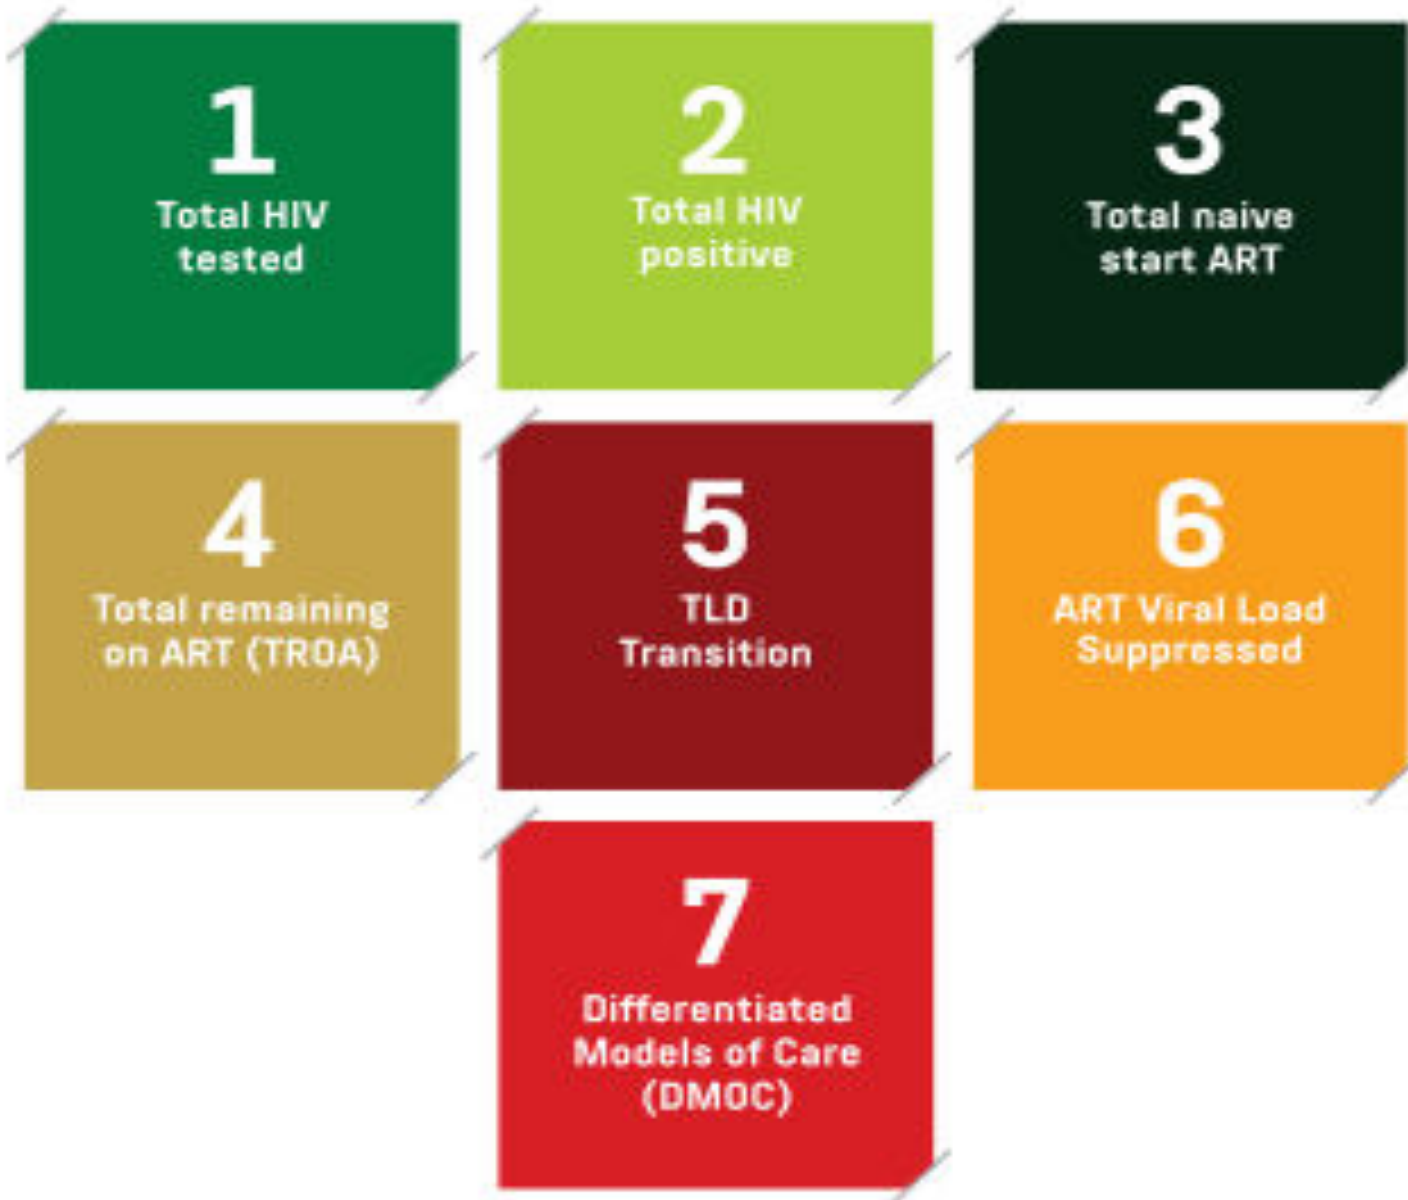 1
Total HIV
tested
2
Total HIV
positive
3
Total naive
start ART
4
Total remaining
on ART (TROA)
5
TLD
Transition
6
ART Viral Load
Suppressed
7
Differentiated
Models of Care
(DMOC)